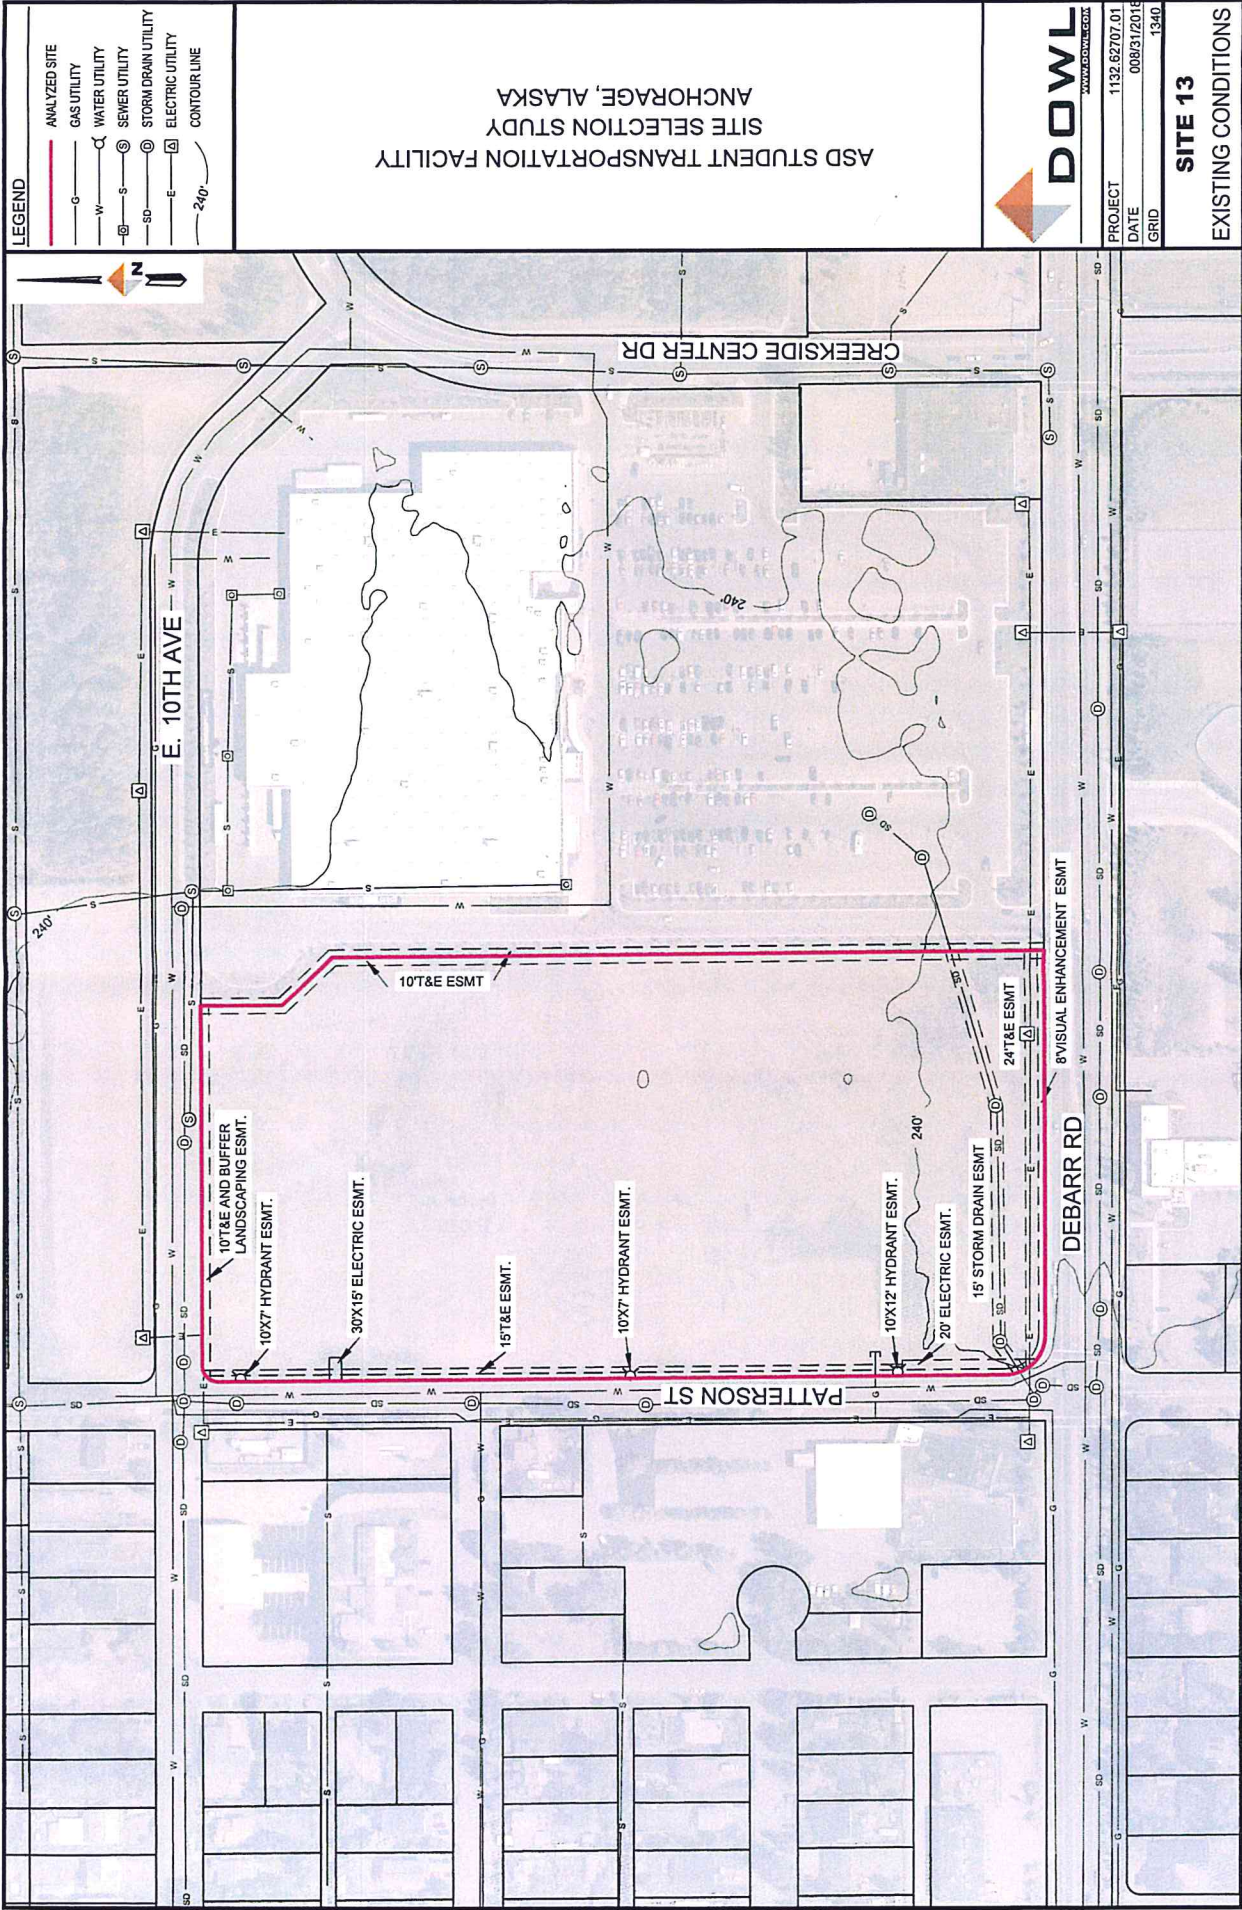 LEGEND
ANALYZED SITE
G
GAS UTILITY
W
WATER UTILITY
S
SEWER UTILITY
SD
STORM DRAIN UTILITY
E
ELECTRIC UTILITY
240'
CONTOUR LINE
N
ASD STUDENT TRANSPORTATION FACILITY
SITE SELECTION STUDY
ANCHORAGE, ALASKA
DOWL
WWW.DOWL.COM
PROJECT 1132.62707.01
DATE 008/31/2018
GRID 1340
SITE 13
EXISTING CONDITIONS
E. 10TH AVE
CREEKSIDE CENTER DR
PATTERSON ST
DEBARR RD
240'
240'
240'
10'T&E ESMT
10'T&E AND BUFFER
LANDSCAPING ESMT.
10'X7' HYDRANT ESMT.
30'X15' ELECTRIC ESMT.
15'T&E ESMT.
10'X7' HYDRANT ESMT.
10'X12' HYDRANT ESMT.
20' ELECTRIC ESMT.
15' STORM DRAIN ESMT
24'T&E ESMT
8'VISUAL ENHANCEMENT ESMT